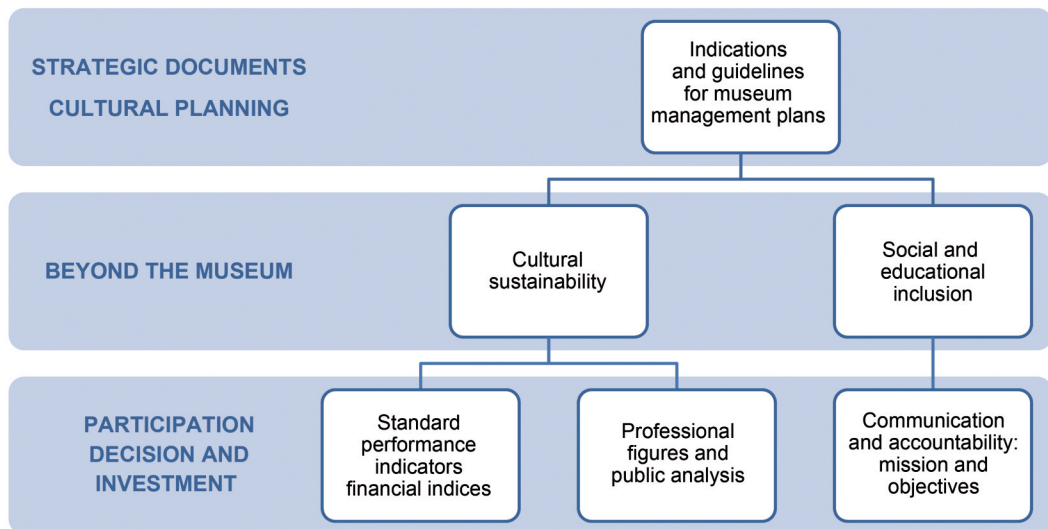 STRATEGIC DOCUMENTS
CULTURAL PLANNING
Indications
and guidelines
for museum
management plans
BEYOND THE MUSEUM
Cultural
sustainability
Social and
educational
inclusion
PARTICIPATION
DECISION AND
INVESTMENT
Standard
performance
indicators
financial indices
Professional
figures and
public analysis
Communication
and accountability:
mission and
objectives